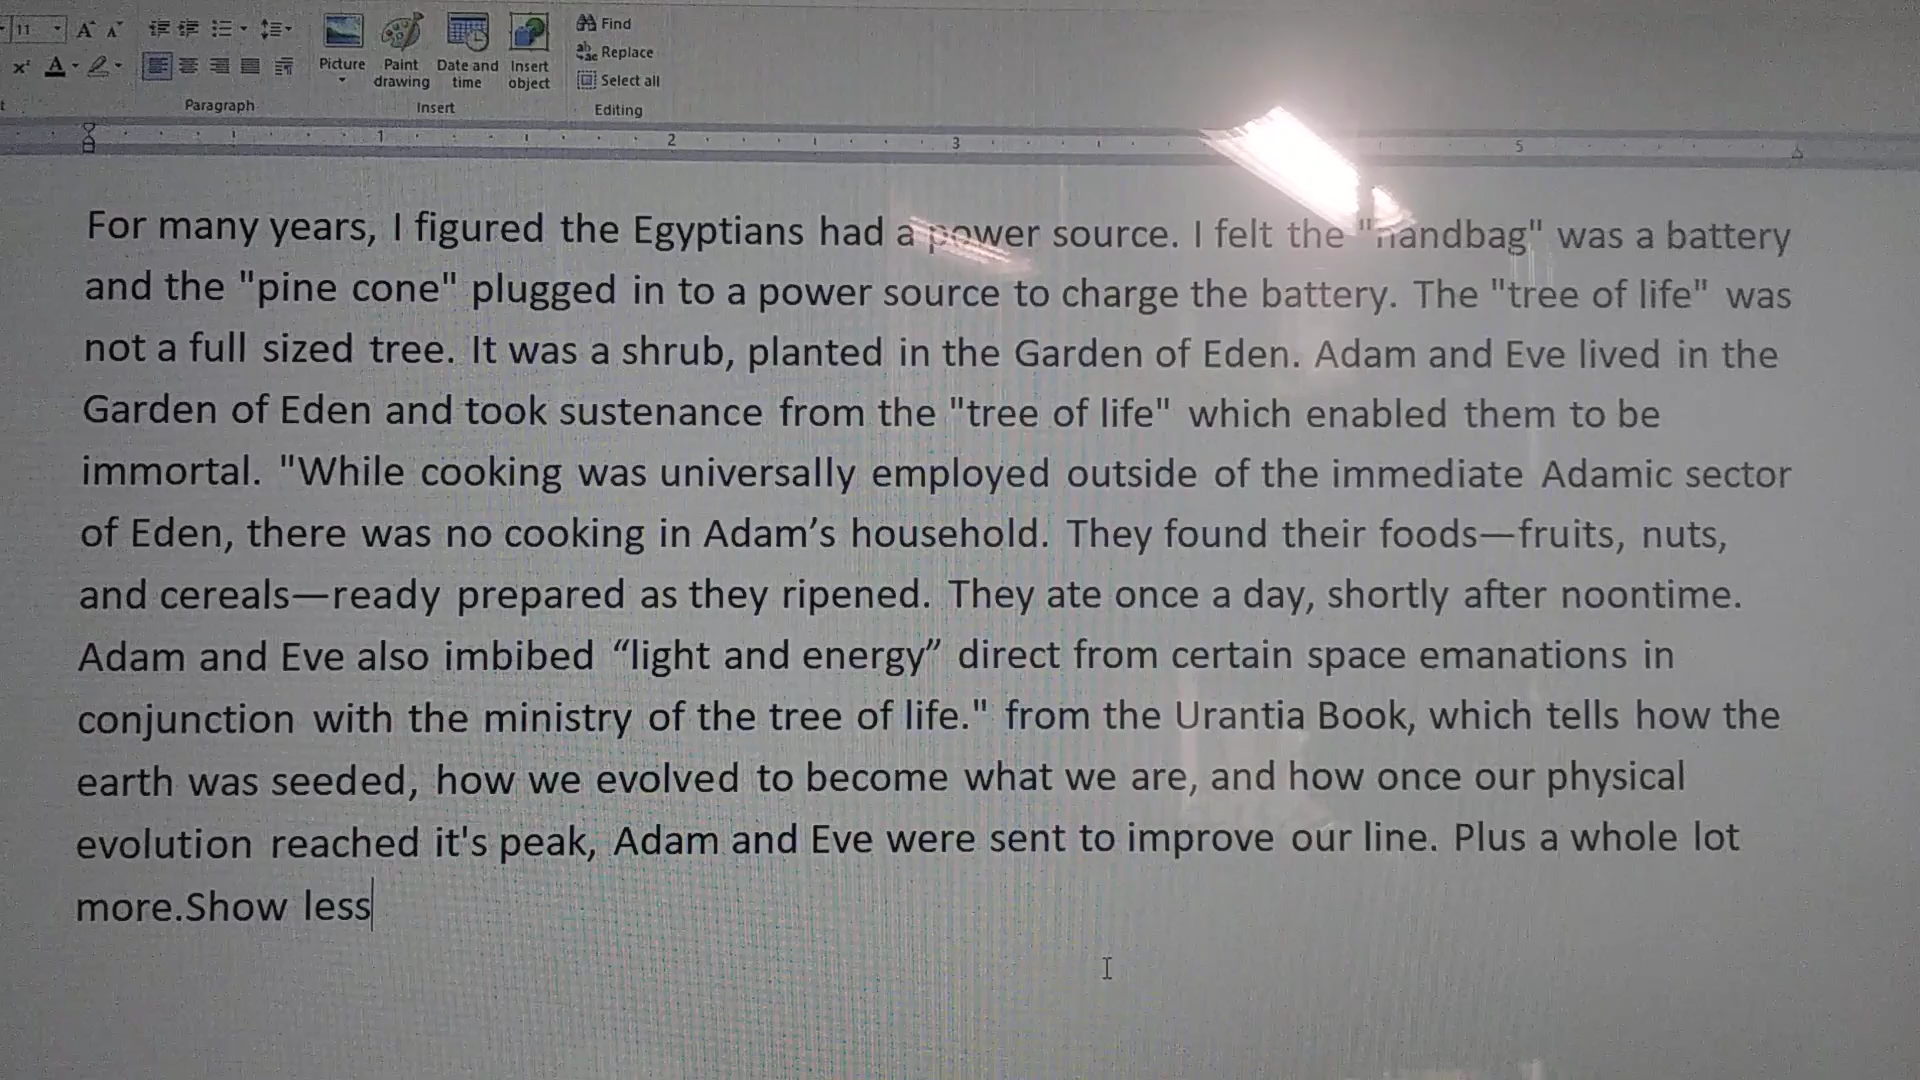 11
Picture
Paint drawing
Date and time
Insert object
Find
Replace
Select all
Paragraph
Insert
Editing
1 2 3 5
For many years, I figured the Egyptians had a power source. I felt the "handbag" was a battery
and the "pine cone" plugged in to a power source to charge the battery. The "tree of life" was
not a full sized tree. It was a shrub, planted in the Garden of Eden. Adam and Eve lived in the
Garden of Eden and took sustenance from the "tree of life" which enabled them to be
immortal. "While cooking was universally employed outside of the immediate Adamic sector
of Eden, there was no cooking in Adam’s household. They found their foods—fruits, nuts,
and cereals—ready prepared as they ripened. They ate once a day, shortly after noontime.
Adam and Eve also imbibed “light and energy” direct from certain space emanations in
conjunction with the ministry of the tree of life." from the Urantia Book, which tells how the
earth was seeded, how we evolved to become what we are, and how once our physical
evolution reached it's peak, Adam and Eve were sent to improve our line. Plus a whole lot
more.Show less